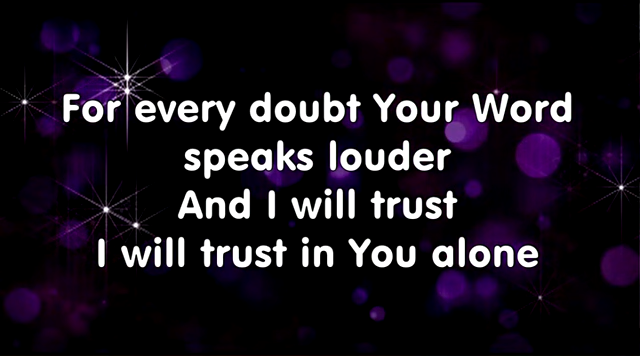 For every doubt Your Word
speaks louder
And I will trust
I will trust in You alone